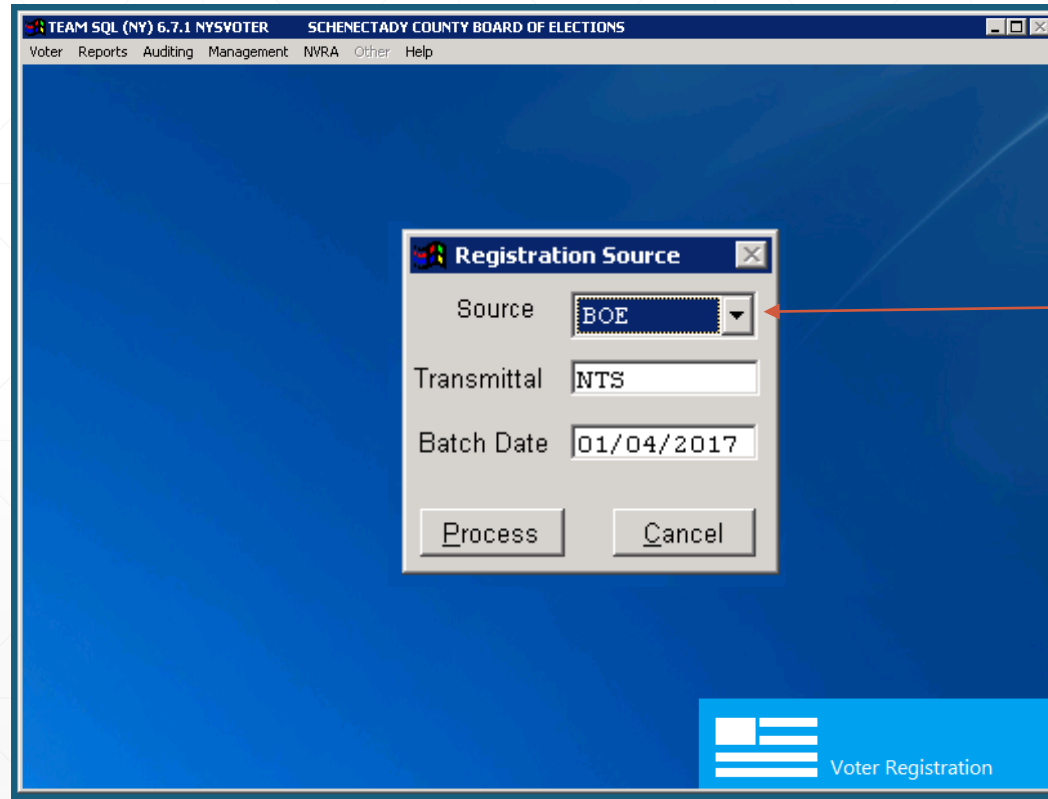 TEAM SQL (NY) 6.7.1 NYSVOTER SCHENECTADY COUNTY BOARD OF ELECTIONS
Voter Reports Auditing Management NVRA Other Help
Registration Source
Source BOE
Transmittal NTS
Batch Date 01/04/2017
Process Cancel
Voter Registration